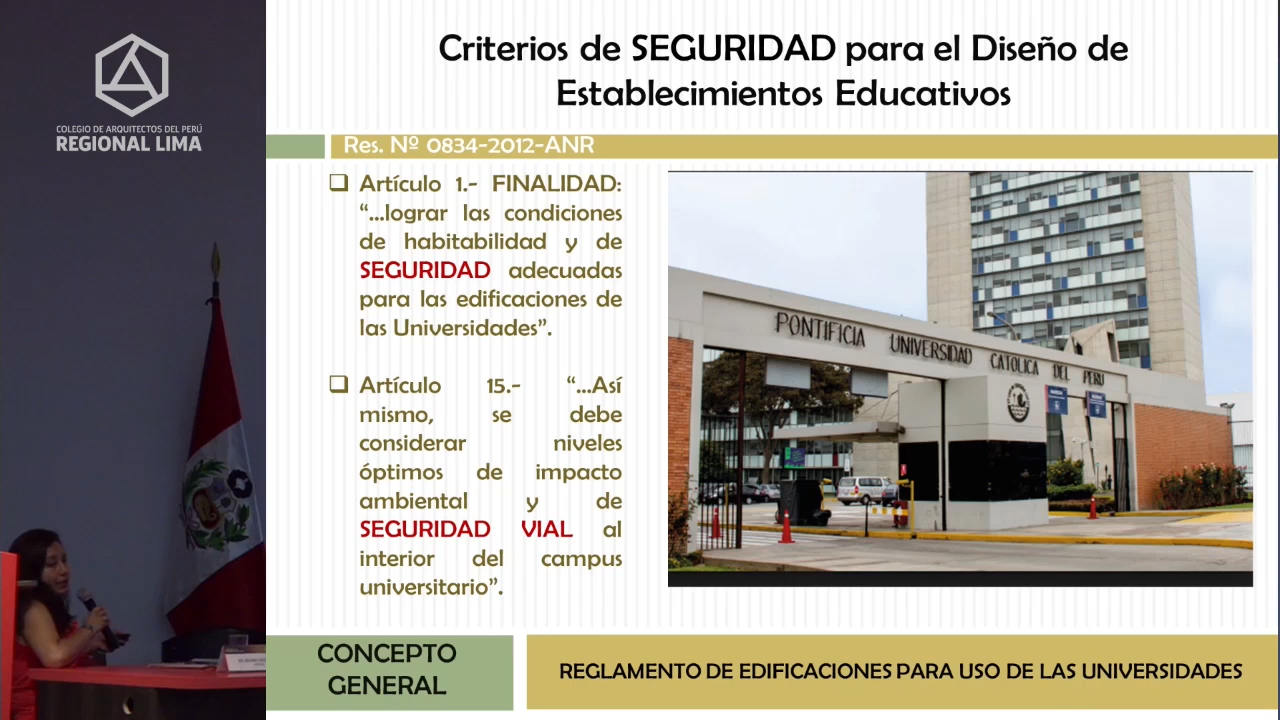 COLEGIO DE ARQUITECTOS DEL PERÚ
REGIONAL LIMA
Criterios de SEGURIDAD para el Diseño de
Establecimientos Educativos
Res. Nº 0834-2012-ANR
❑ Artículo 1.- FINALIDAD:
“...lograr las condiciones
de habitabilidad y de
SEGURIDAD adecuadas
para las edificaciones de
las Universidades”.
❑ Artículo 15.- “...Así
mismo, se debe
considerar niveles
óptimos de impacto
ambiental y de
SEGURIDAD VIAL al
interior del campus
universitario”.
PONTIFICIA UNIVERSIDAD CATOLICA DEL PERU
CONCEPTO
GENERAL
REGLAMENTO DE EDIFICACIONES PARA USO DE LAS UNIVERSIDADES